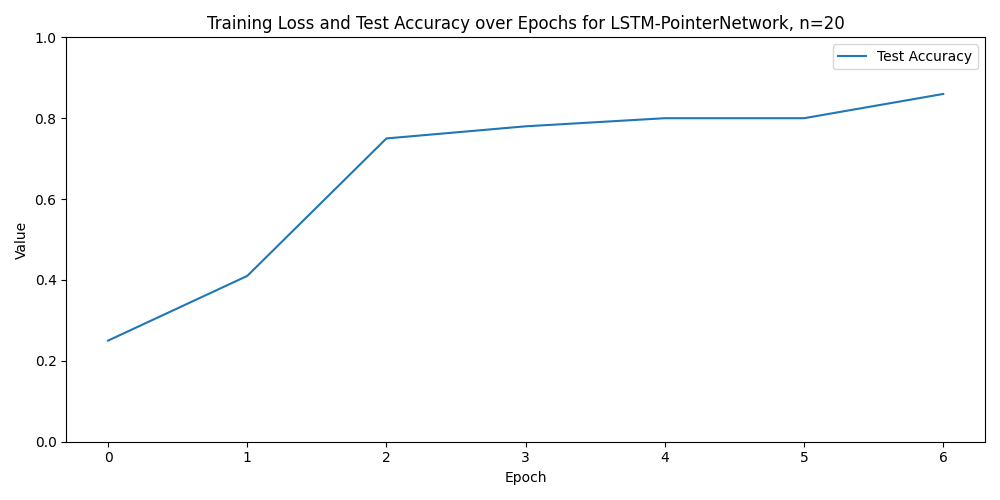 Training Loss and Test Accuracy over Epochs for LSTM-PointerNetwork, n=20
1.0
Test Accuracy
0.8
0.6
Value
0.4
0.2
0.0
0 1 2 3 4 5 6
Epoch